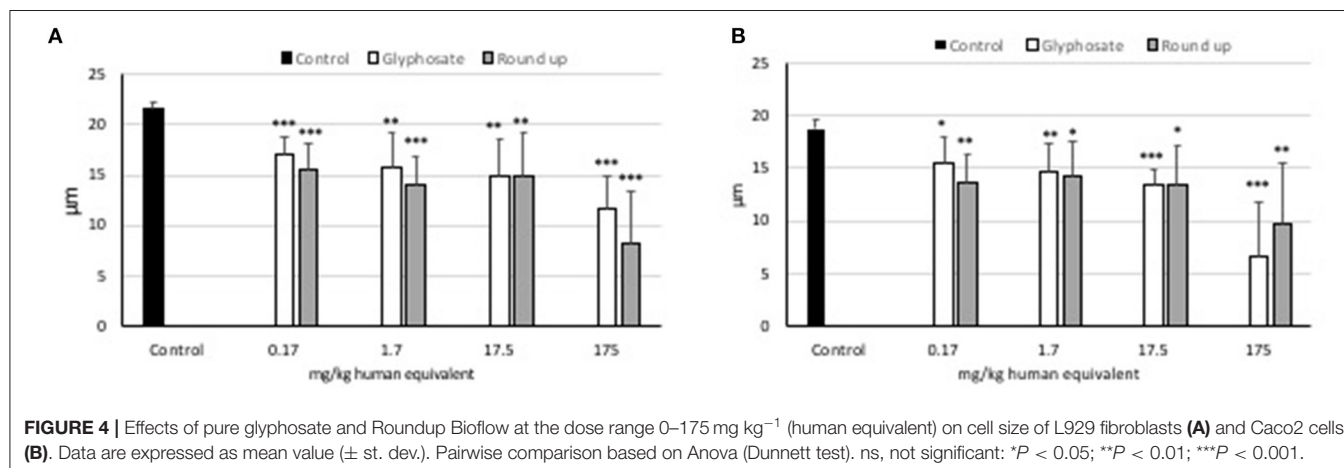 A
Control Glyphosate Round up
25
20
15
10
5
0
µm
*** *** ** *** ** ** *** ***
Control 0.17 1.7 17.5 175
mg/kg human equivalent
B
Control Glyphosate Round up
25
20
15
10
5
0
µm
* ** ** * *** * *** **
Control 0.17 1.7 17.5 175
mg/kg human equivalent
FIGURE 4 | Effects of pure glyphosate and Roundup Bioflow at the dose range 0–175 mg kg⁻¹ (human equivalent) on cell size of L929 fibroblasts (A) and Caco2 cells
(B). Data are expressed as mean value (± st. dev.). Pairwise comparison based on Anova (Dunnett test). ns, not significant: *P < 0.05; **P < 0.01; ***P < 0.001.